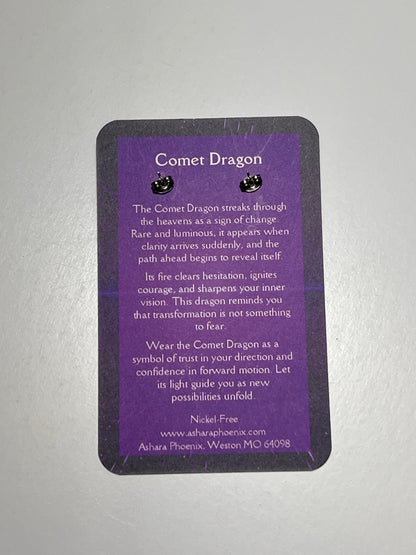 Comet Dragon
The Comet Dragon streaks through
the heavens as a sign of change.
Rare and luminous, it appears when
clarity arrives suddenly, and the
path ahead begins to reveal itself.
Its fire clears hesitation, ignites
courage, and sharpens your inner
vision. This dragon reminds you
that transformation is not something
to fear.
Wear the Comet Dragon as a
symbol of trust in your direction and
confidence in forward motion. Let
its light guide you as new
possibilities unfold.
Nickel-Free
www.asharaphoenix.com
Ashara Phoenix, Weston MO 64098